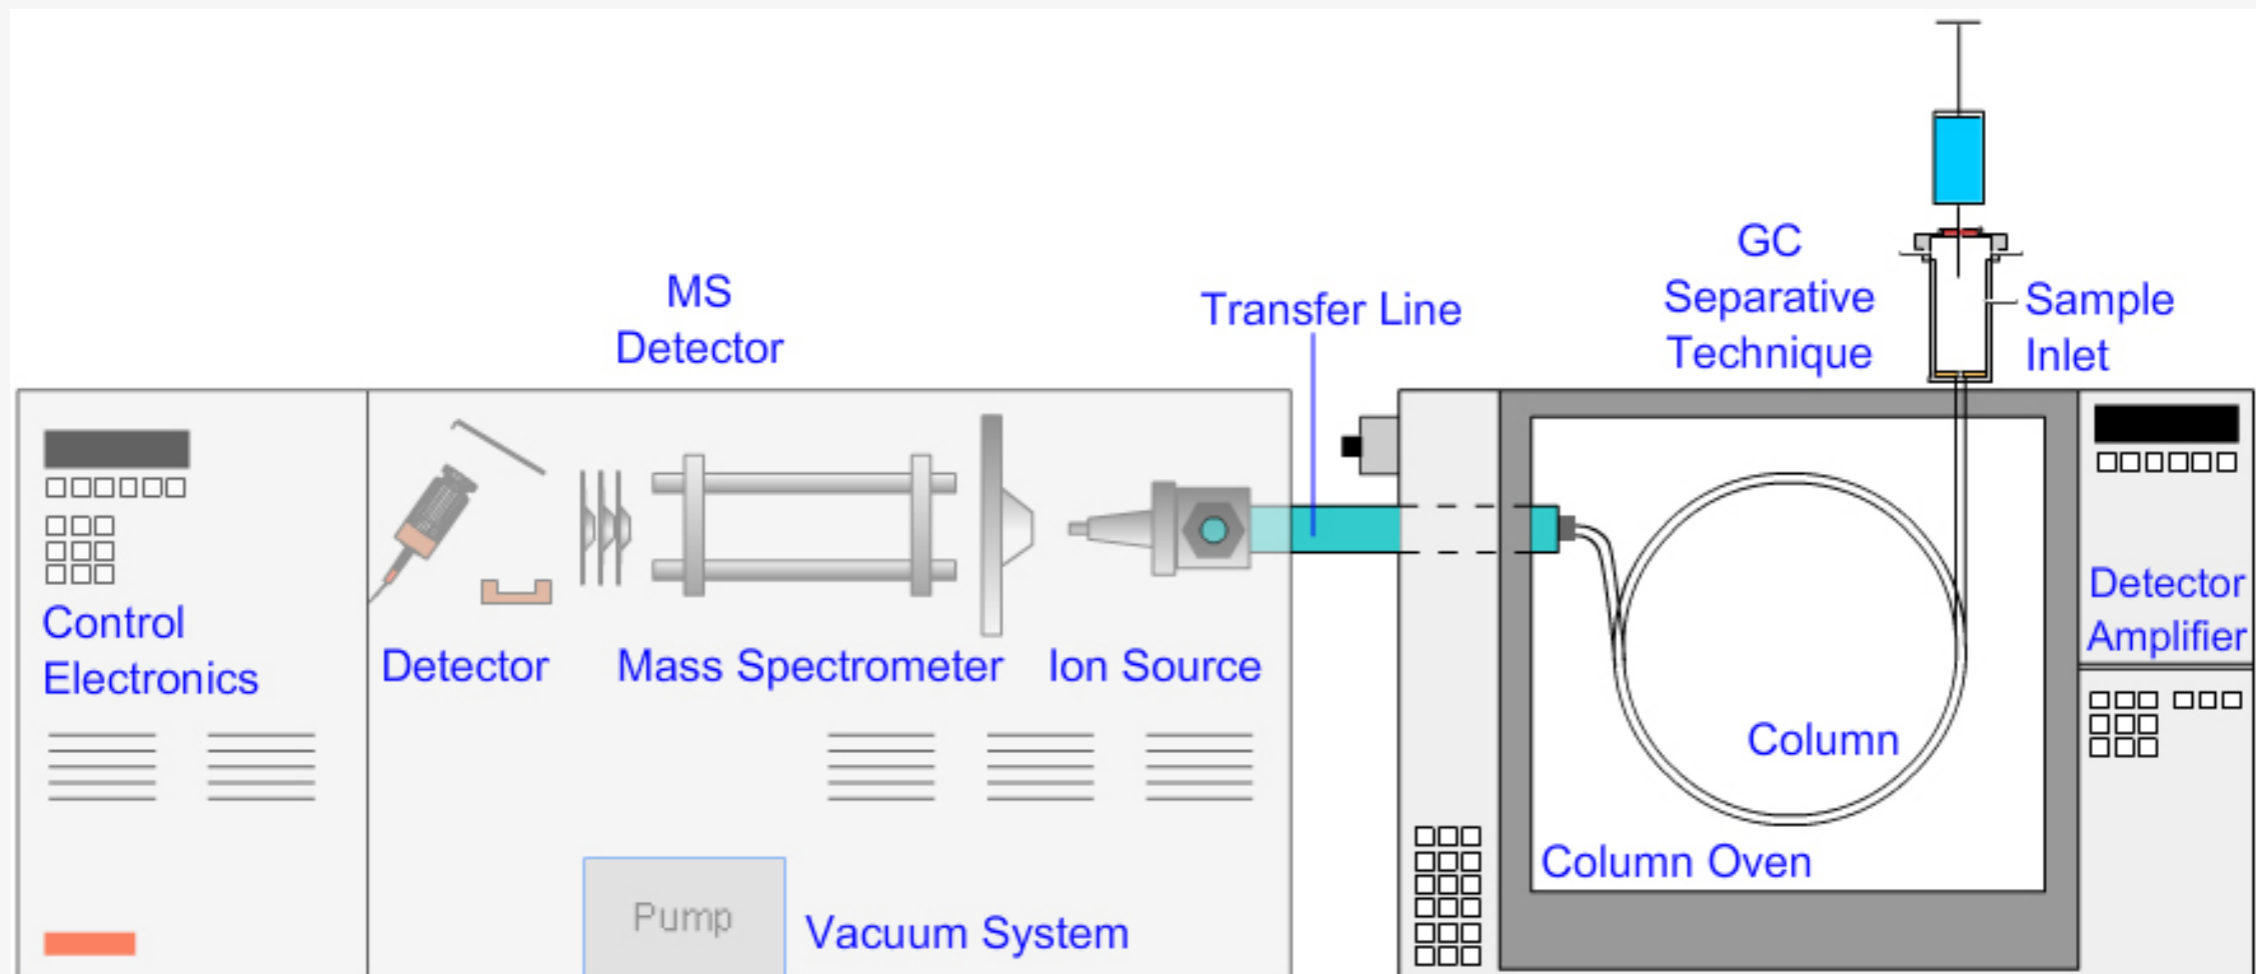 MS
Detector
Transfer Line
GC
Separative
Technique
Sample
Inlet
Control
Electronics
Detector
Mass Spectrometer
Ion Source
Detector
Amplifier
Column
Column Oven
Pump
Vacuum System